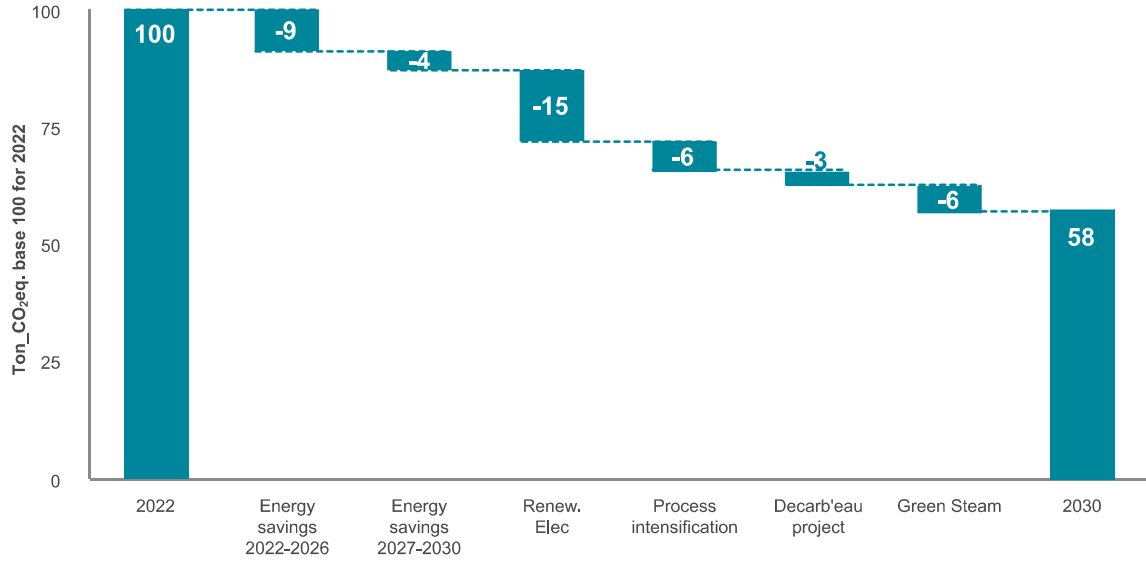 100
75
50
25
0
Ton_CO₂eq. base 100 for 2022
100
-9
-4
-15
-6
-3
-6
58
2022
Energy
savings
2022-2026
Energy
savings
2027-2030
Renew.
Elec
Process
intensification
Decarb'eau
project
Green Steam
2030